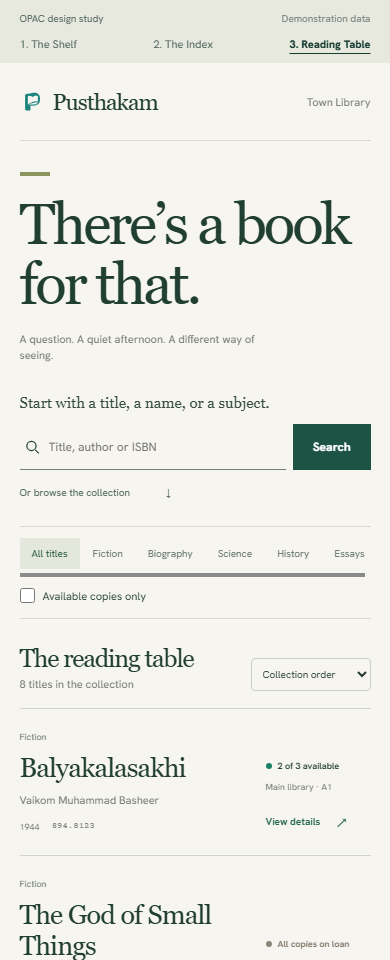 OPAC design study
Demonstration data
1. The Shelf
2. The Index
3. Reading Table
Pusthakam
Town Library
There’s a book
for that.
A question. A quiet afternoon. A different way of
seeing.
Start with a title, a name, or a subject.
Title, author or ISBN
Search
Or browse the collection ↓
All titles
Fiction
Biography
Science
History
Essays
Available copies only
The reading table
8 titles in the collection
Collection order
Fiction
Balyakalasakhi
Vaikom Muhammad Basheer
1944 894.8123
2 of 3 available
Main library · A1
View details ↗
Fiction
The God of Small
Things
All copies on loan